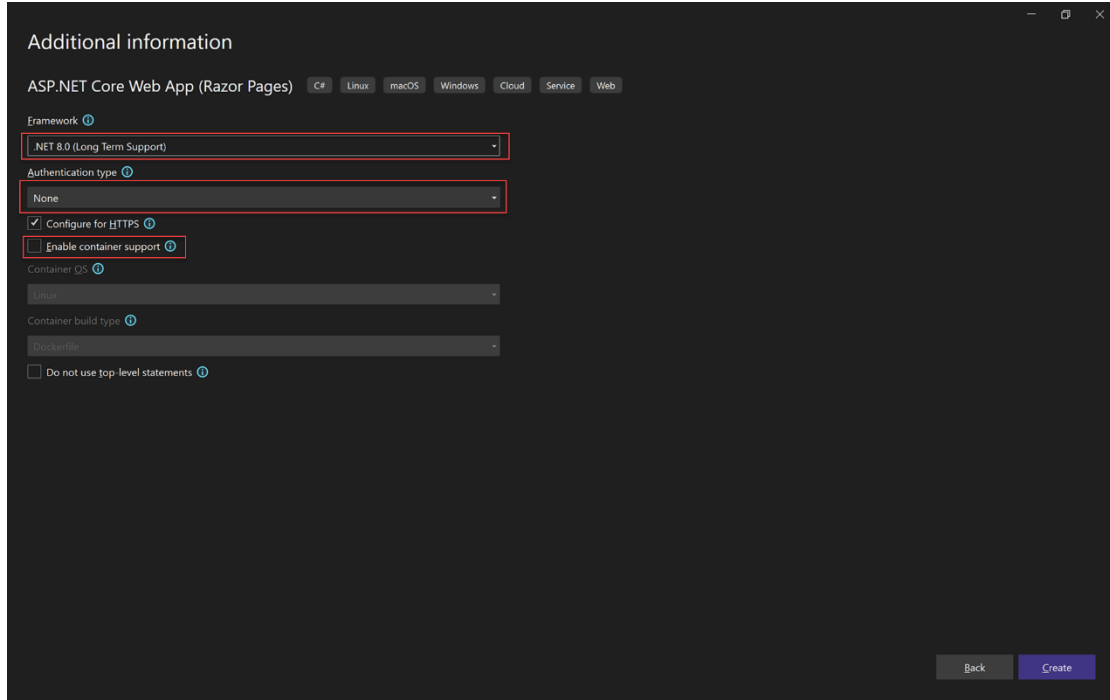 Additional information
ASP.NET Core Web App (Razor Pages) C# Linux macOS Windows Cloud Service Web
Framework
.NET 8.0 (Long Term Support)
Authentication type
None
Configure for HTTPS
Enable container support
Container OS
Linux
Container build type
Dockerfile
Do not use top-level statements
Back Create